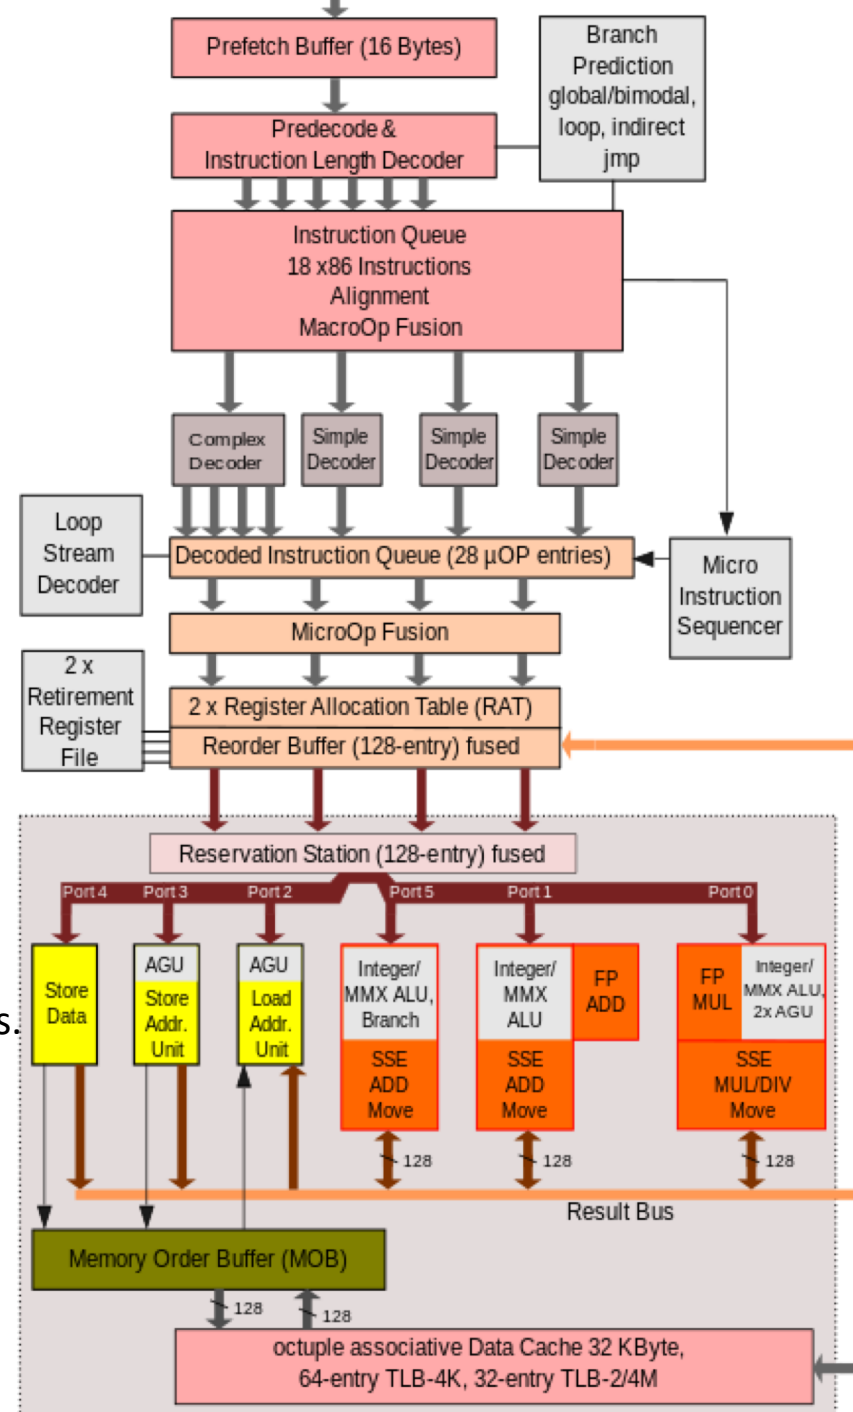 Prefetch Buffer (16 Bytes)
Branch
Prediction
global/bimodal,
loop, indirect
jmp
Predecode &
Instruction Length Decoder
Instruction Queue
18 x86 Instructions
Alignment
MacroOp Fusion
Complex
Decoder
Simple
Decoder
Simple
Decoder
Simple
Decoder
Loop
Stream
Decoder
Decoded Instruction Queue (28 µOP entries)
Micro
Instruction
Sequencer
MicroOp Fusion
2 x
Retirement
Register
File
2 x Register Allocation Table (RAT)
Reorder Buffer (128-entry) fused
Reservation Station (128-entry) fused
Port 4
Port 3
Port 2
Port 5
Port 1
Port 0
s.
Store
Data
AGU
Store
Addr.
Unit
AGU
Load
Addr.
Unit
Integer/
MMX ALU,
Branch
SSE
ADD
Move
Integer/
MMX
ALU
FP
ADD
SSE
ADD
Move
FP
MUL
Integer/
MMX ALU,
2x AGU
SSE
MUL/DIV
Move
128
128
128
Result Bus
Memory Order Buffer (MOB)
128
128
octuple associative Data Cache 32 KByte,
64-entry TLB-4K, 32-entry TLB-2/4M